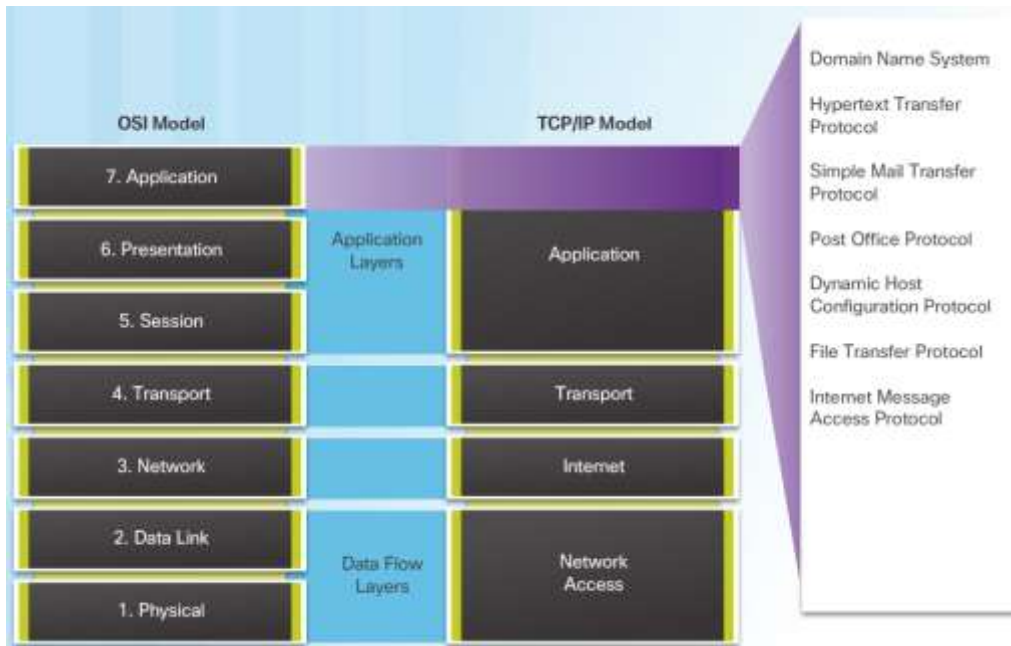 OSI Model
TCP/IP Model
7. Application
6. Presentation
5. Session
4. Transport
3. Network
2. Data Link
1. Physical
Application
Layers
Data Flow
Layers
Application
Transport
Internet
Network
Access
Domain Name System
Hypertext Transfer
Protocol
Simple Mail Transfer
Protocol
Post Office Protocol
Dynamic Host
Configuration Protocol
File Transfer Protocol
Internet Message
Access Protocol